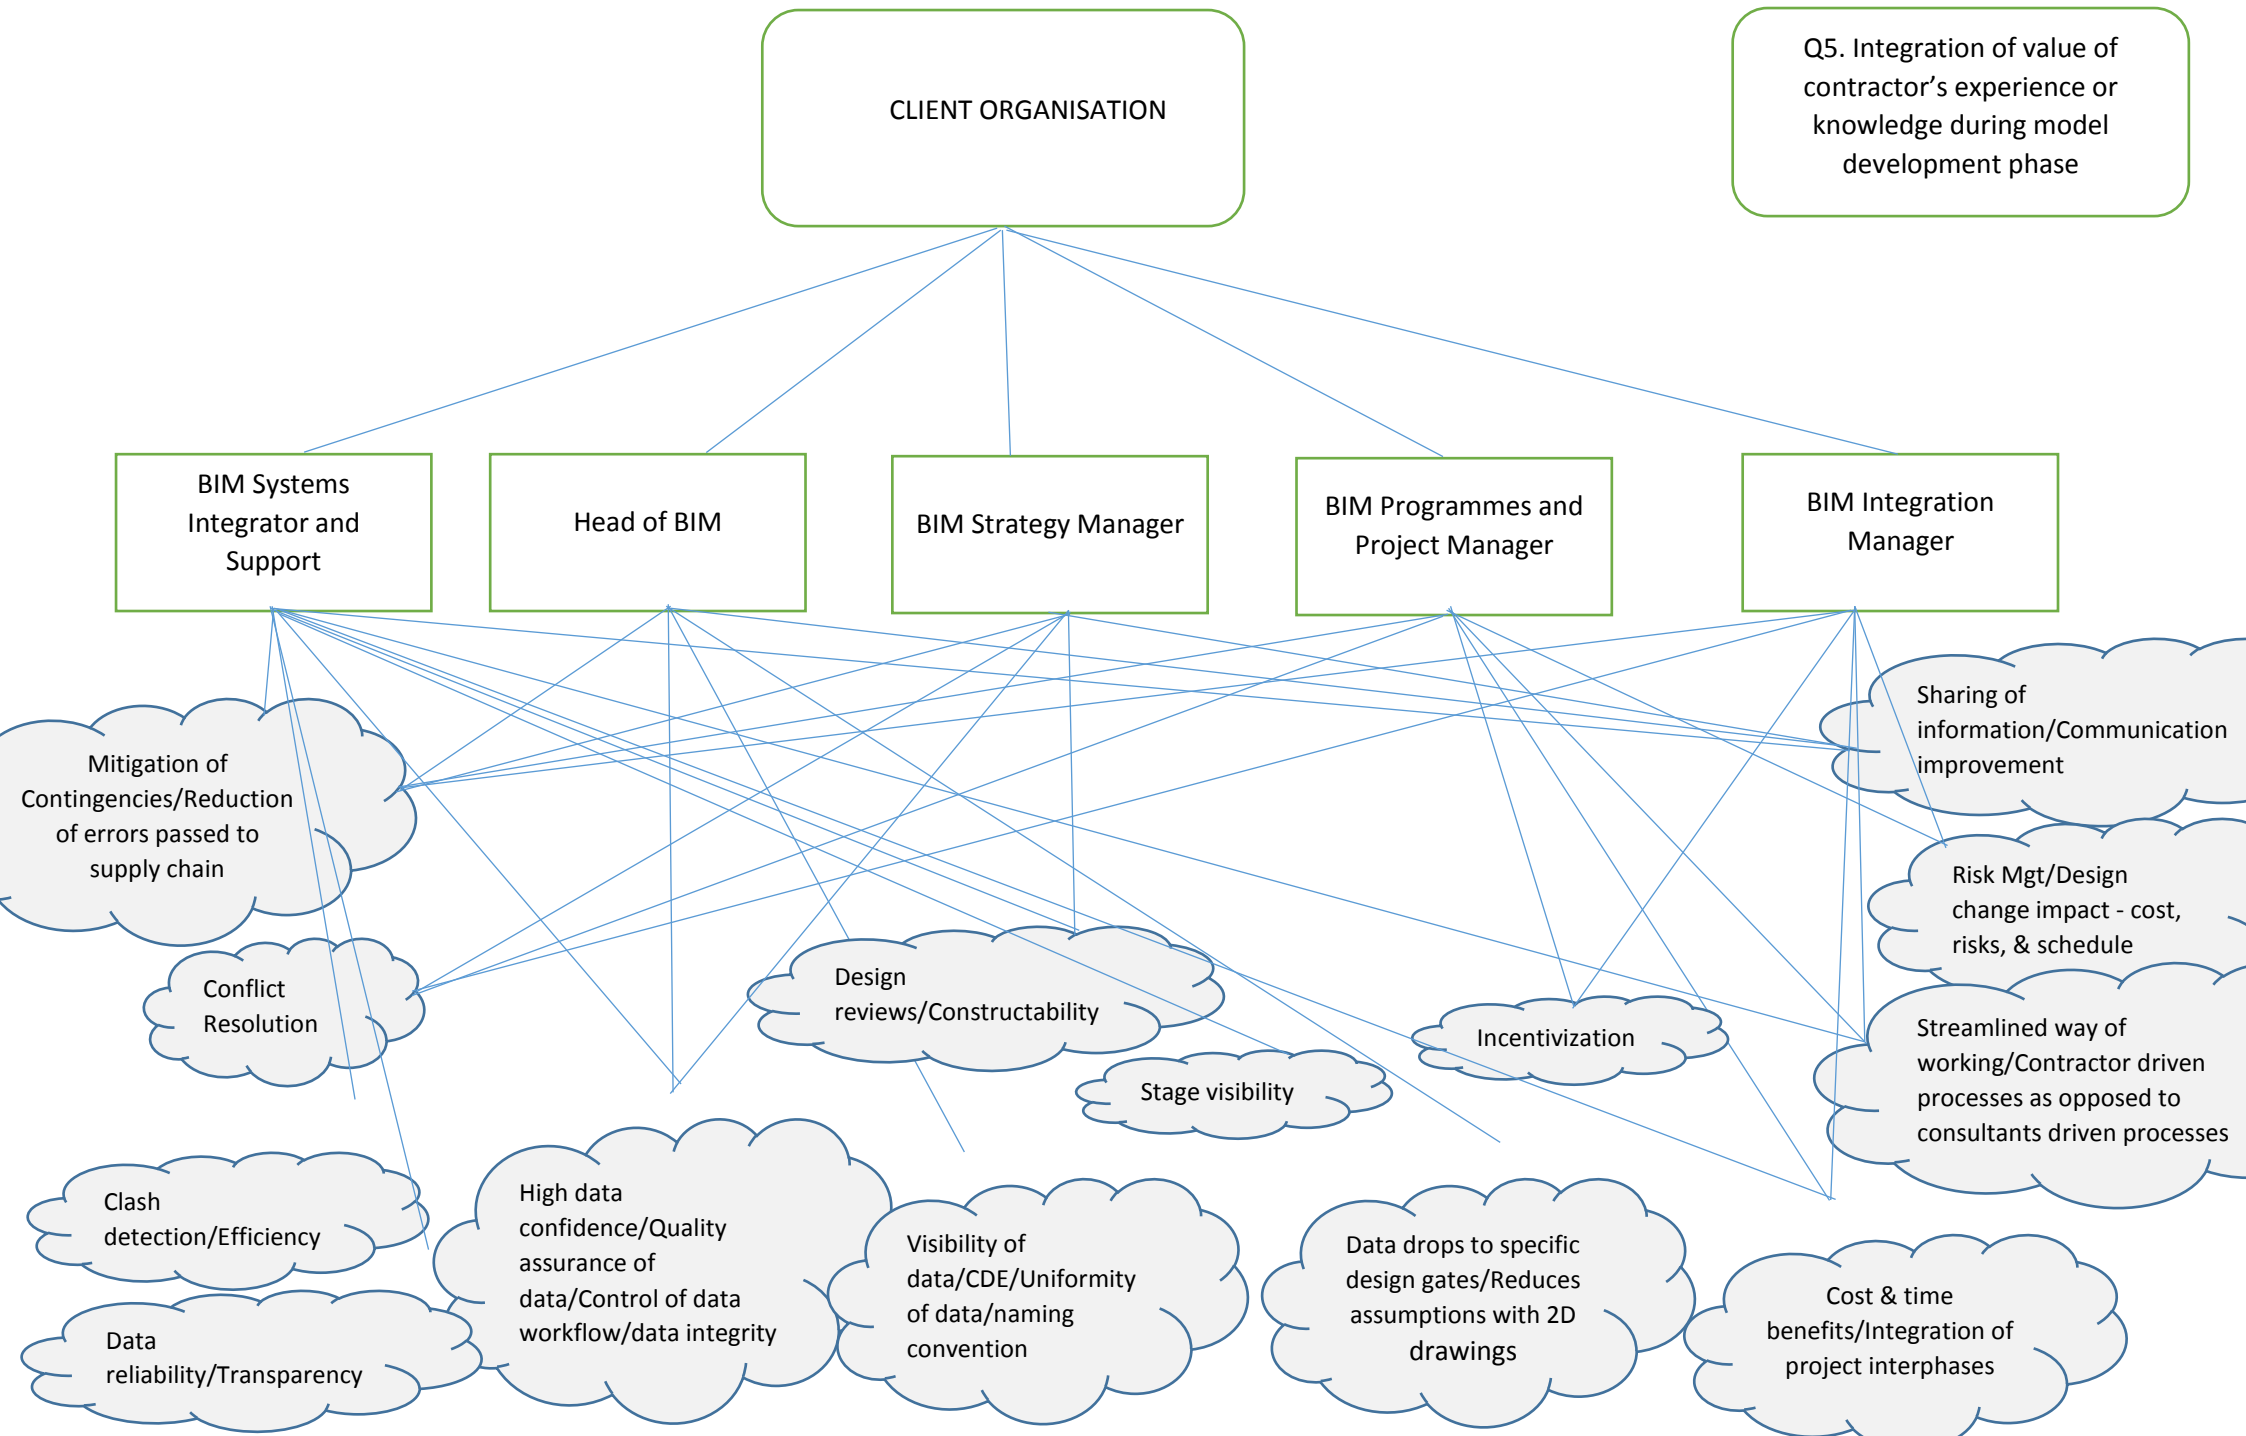 CLIENT ORGANISATION
Q5. Integration of value of
contractor’s experience or
knowledge during model
development phase
BIM Systems
Integrator and
Support
Head of BIM
BIM Strategy Manager
BIM Programmes and
Project Manager
BIM Integration
Manager
Mitigation of
Contingencies/Reduction
of errors passed to
supply chain
Sharing of
information/Communication
improvement
Risk Mgt/Design
change impact - cost,
risks, & schedule
Conflict
Resolution
Design
reviews/Constructability
Incentivization
Stage visibility
Streamlined way of
working/Contractor driven
processes as opposed to
consultants driven processes
Clash
detection/Efficiency
High data
confidence/Quality
assurance of
data/Control of data
workflow/data integrity
Visibility of
data/CDE/Uniformity
of data/naming
convention
Data drops to specific
design gates/Reduces
assumptions with 2D
drawings
Cost & time
benefits/Integration of
project interphases
Data
reliability/Transparency